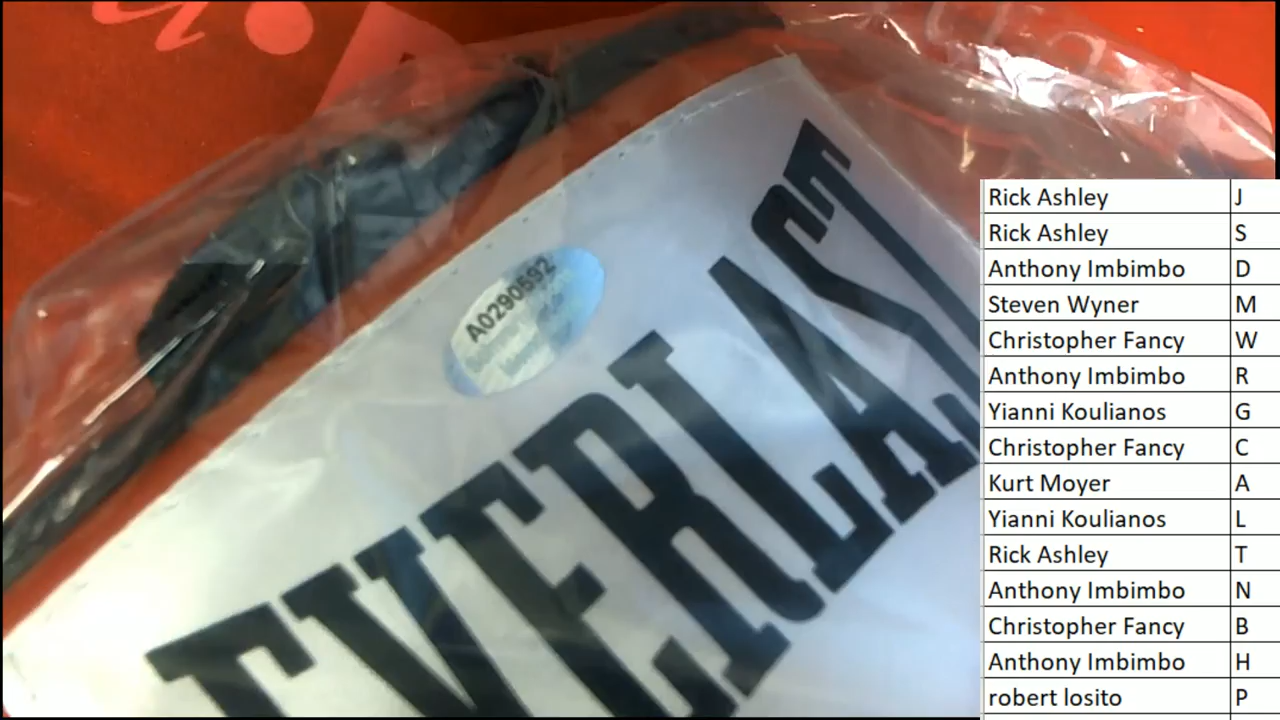 A0290592
EVERLAST
Rick Ashley J
Rick Ashley S
Anthony Imbimbo D
Steven Wyner M
Christopher Fancy W
Anthony Imbimbo R
Yianni Koulianos G
Christopher Fancy C
Kurt Moyer A
Yianni Koulianos L
Rick Ashley T
Anthony Imbimbo N
Christopher Fancy B
Anthony Imbimbo H
robert losito P